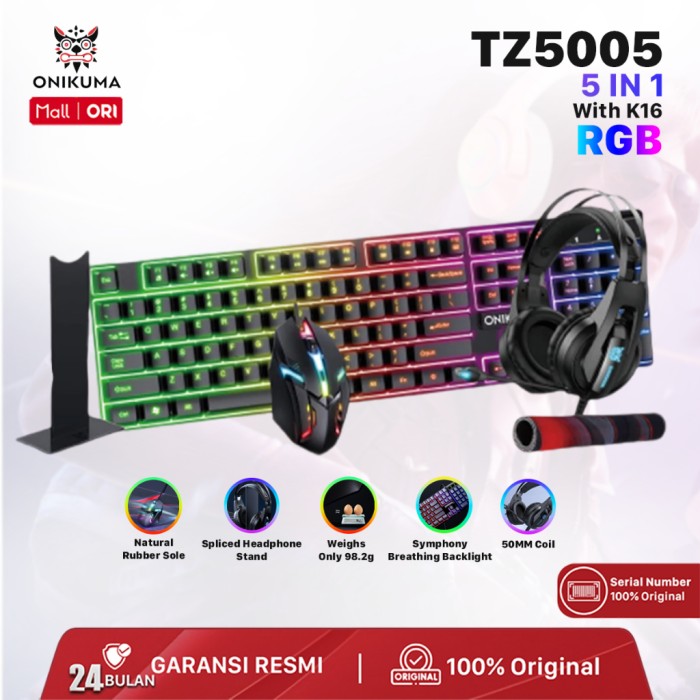 ONIKUMA
Mall | ORI
TZ5005
5 IN 1
With K16
RGB
ONIKU
Natural
Rubber Sole
Spliced Headphone
Stand
Weighs
Only 98.2g
Symphony
Breathing Backlight
50MM Coil
Serial Number
100% Original
24 BULAN
GARANSI RESMI
ORIGINAL
100% Original